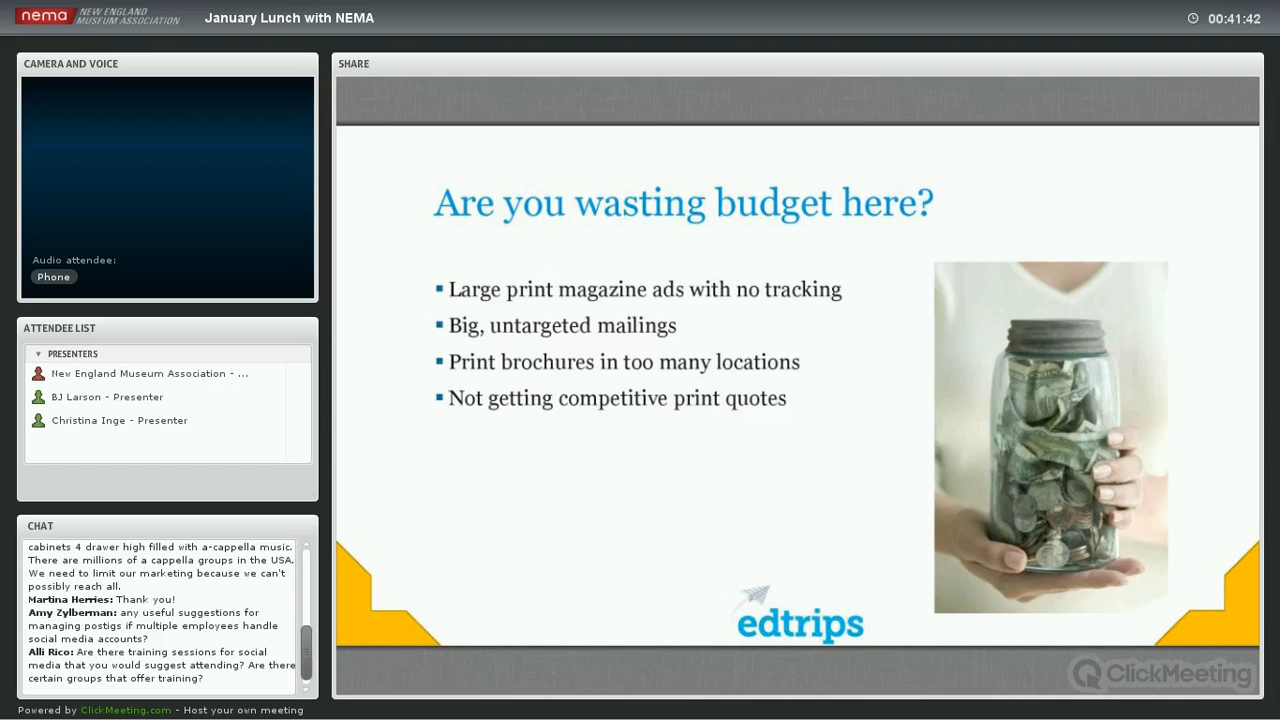 nema NEW ENGLAND
MUSEUM ASSOCIATION
January Lunch with NEMA
00:41:42
CAMERA AND VOICE
Audio attendee:
Phone
ATTENDEE LIST
PRESENTERS
New England Museum Association - ...
BJ Larson - Presenter
Christina Inge - Presenter
CHAT
cabinets 4 drawer high filled with a-cappella music.
There are millions of a cappella groups in the USA.
We need to limit our marketing because we can't
possibly reach all.
Martina Herries: Thank you!
Amy Zylberman: any useful suggestions for
managing postigs if multiple employees handle
social media accounts?
Alli Rico: Are there training sessions for social
media that you would suggest attending? Are there
certain groups that offer training?
Powered by ClickMeeting.com - Host your own meeting
SHARE
Are you wasting budget here?
▪ Large print magazine ads with no tracking
▪ Big, untargeted mailings
▪ Print brochures in too many locations
▪ Not getting competitive print quotes
edtrips
ClickMeeting